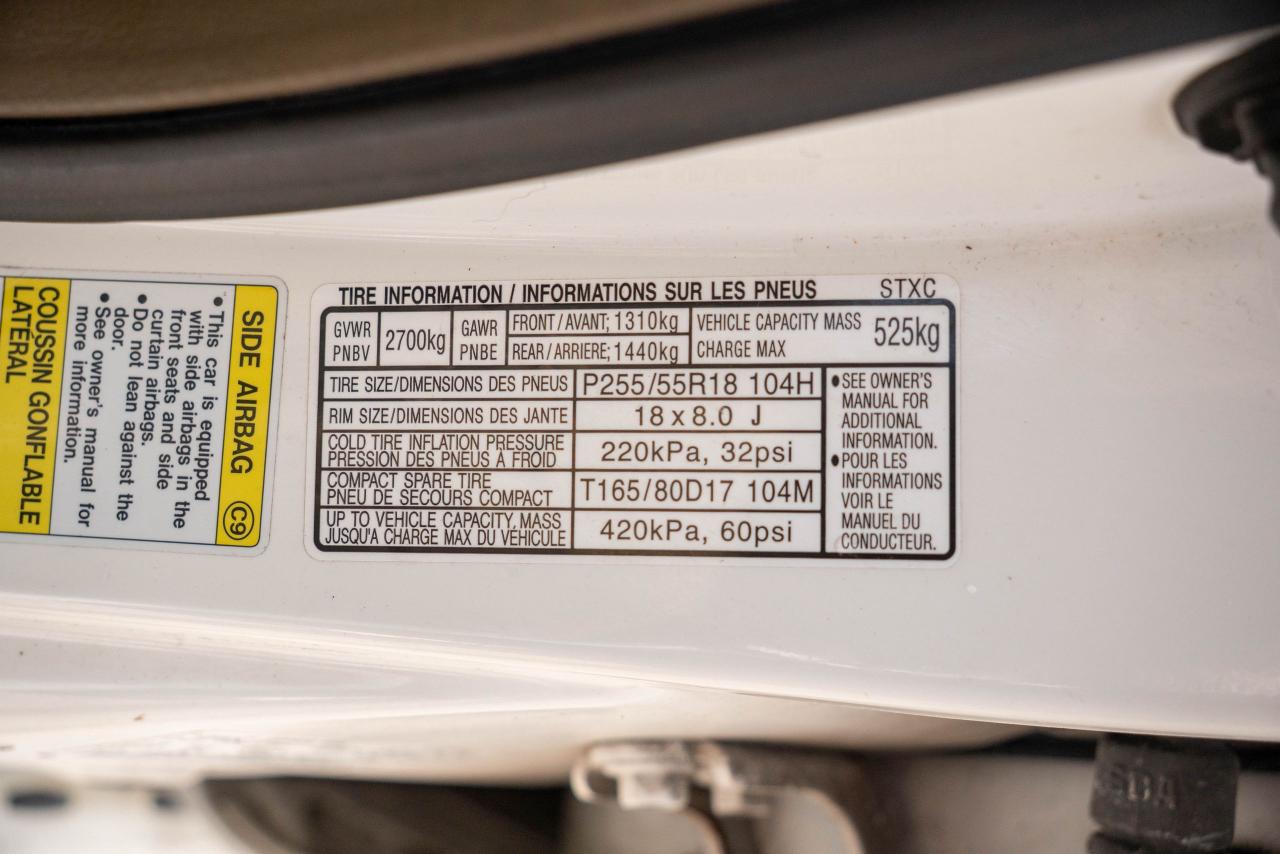 SIDE AIRBAG C9
•This car is equipped
with side airbags in the
front seats and side
curtain airbags.
•Do not lean against the
door.
•See owner's manual for
more information.
COUSSIN GONFLABLE
LATÉRAL
TIRE INFORMATION / INFORMATIONS SUR LES PNEUS STXC
GVWR
PNBV
2700kg
GAWR
PNBE
FRONT/AVANT; 1310kg
REAR/ARRIERE; 1440kg
VEHICLE CAPACITY MASS
CHARGE MAX
525kg
TIRE SIZE/DIMENSIONS DES PNEUS P255/55R18 104H
RIM SIZE/DIMENSIONS DES JANTE 18 x 8.0 J
COLD TIRE INFLATION PRESSURE
PRESSION DES PNEUS À FROID
220kPa, 32psi
COMPACT SPARE TIRE
PNEU DE SECOURS COMPACT
T165/80D17 104M
UP TO VEHICLE CAPACITY, MASS
JUSQU'A CHARGE MAX DU VÉHICULE
420kPa, 60psi
•SEE OWNER'S
MANUAL FOR
ADDITIONAL
INFORMATION.
•POUR LES
INFORMATIONS
VOIR LE
MANUEL DU
CONDUCTEUR.